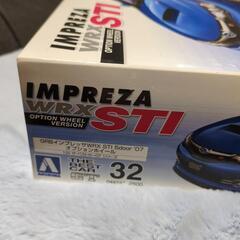 IMPREZA
WRX STI
OPTION WHEEL
VERSION
IMPREZA
WRX STI
OPTION WHEEL
VERSION
GRBインプレッサWRX STI 5door '07
オプションホイール
THE
BEST
CAR
32
A